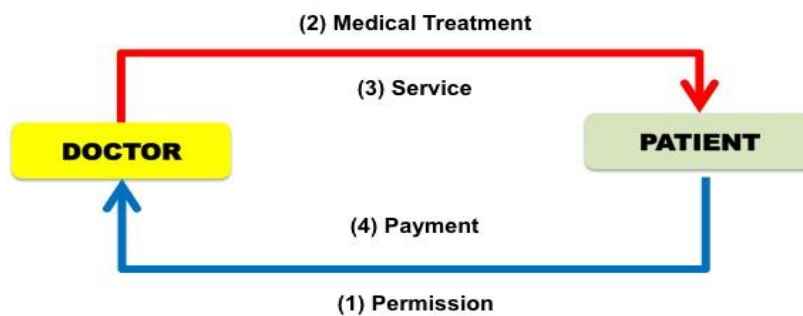 (2) Medical Treatment
(3) Service
DOCTOR
PATIENT
(4) Payment
(1) Permission